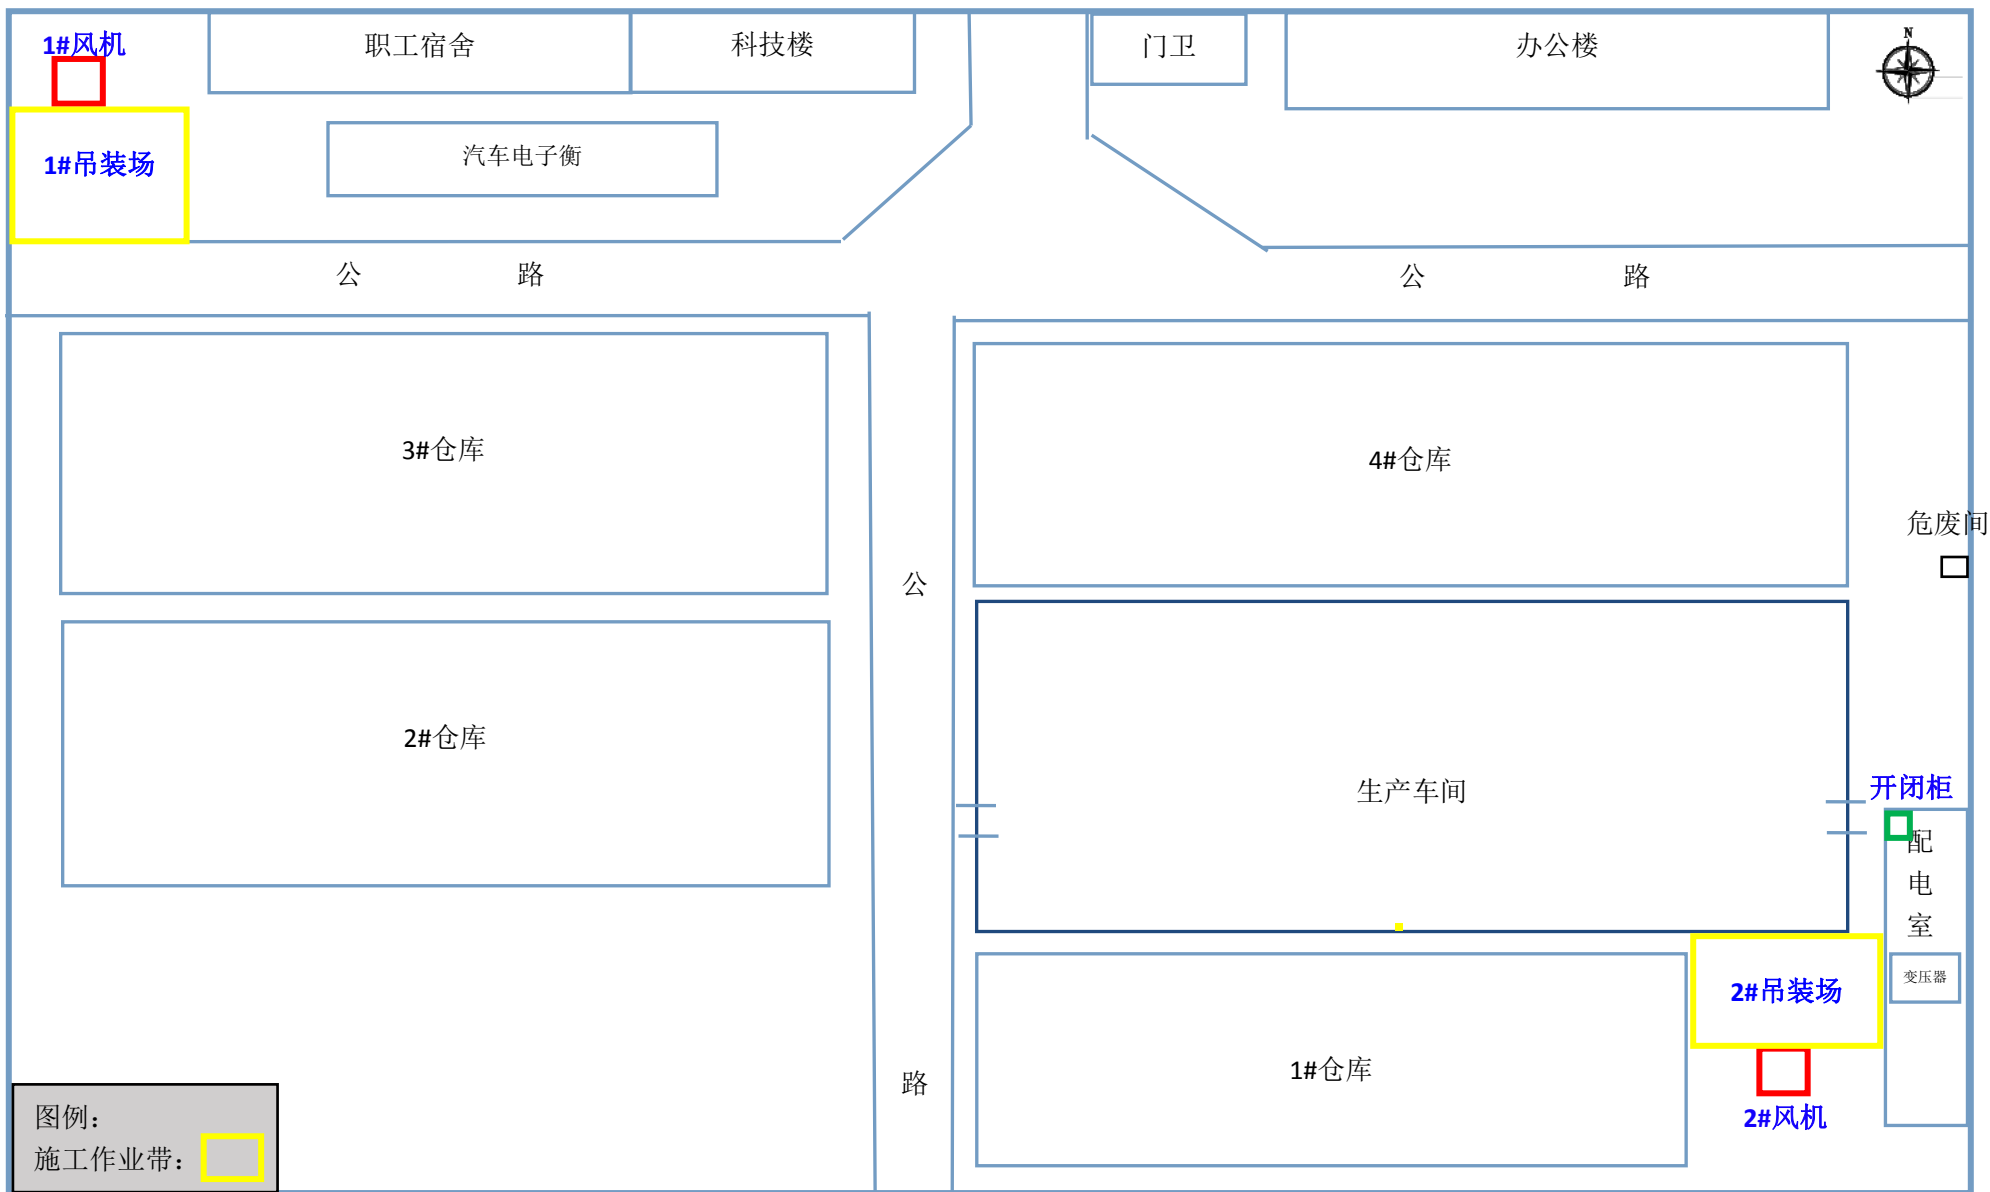 1#风机
职工宿舍
科技楼
门卫
办公楼
N
1#吊装场
汽车电子衡
公 路
公 路
3#仓库
4#仓库
危废间
公
2#仓库
生产车间
开闭柜
配
电
室
变压器
2#吊装场
1#仓库
路
2#风机
图例：
施工作业带：